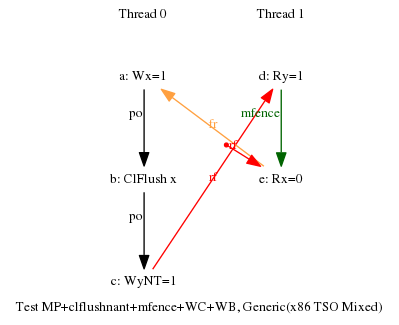 Thread 0 Thread 1
a: Wx=1 d: Ry=1
po mfence
fr
rf
b: ClFlush x e: Rx=0
rf
po
c: WyNT=1
Test MP+clflushnant+mfence+WC+WB, Generic(x86 TSO Mixed)